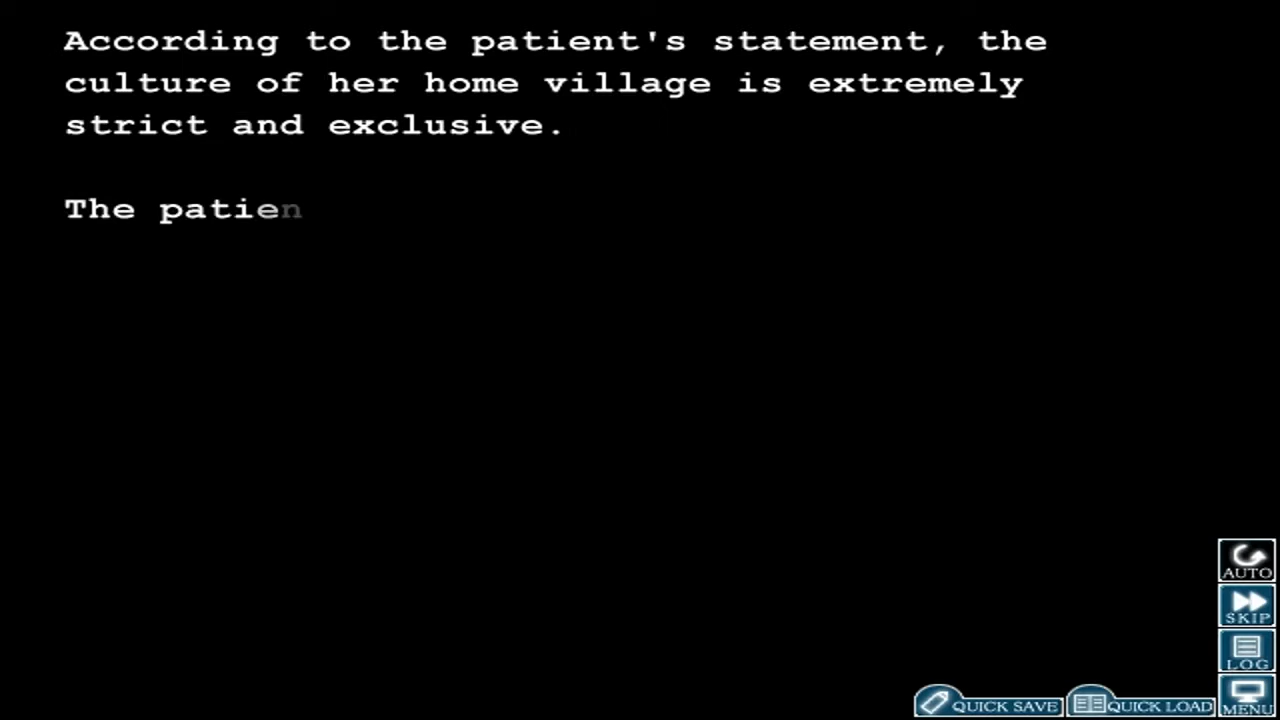 According to the patient's statement, the
culture of her home village is extremely
strict and exclusive.
The patien
AUTO
SKIP
LOG
MENU
QUICK SAVE
QUICK LOAD